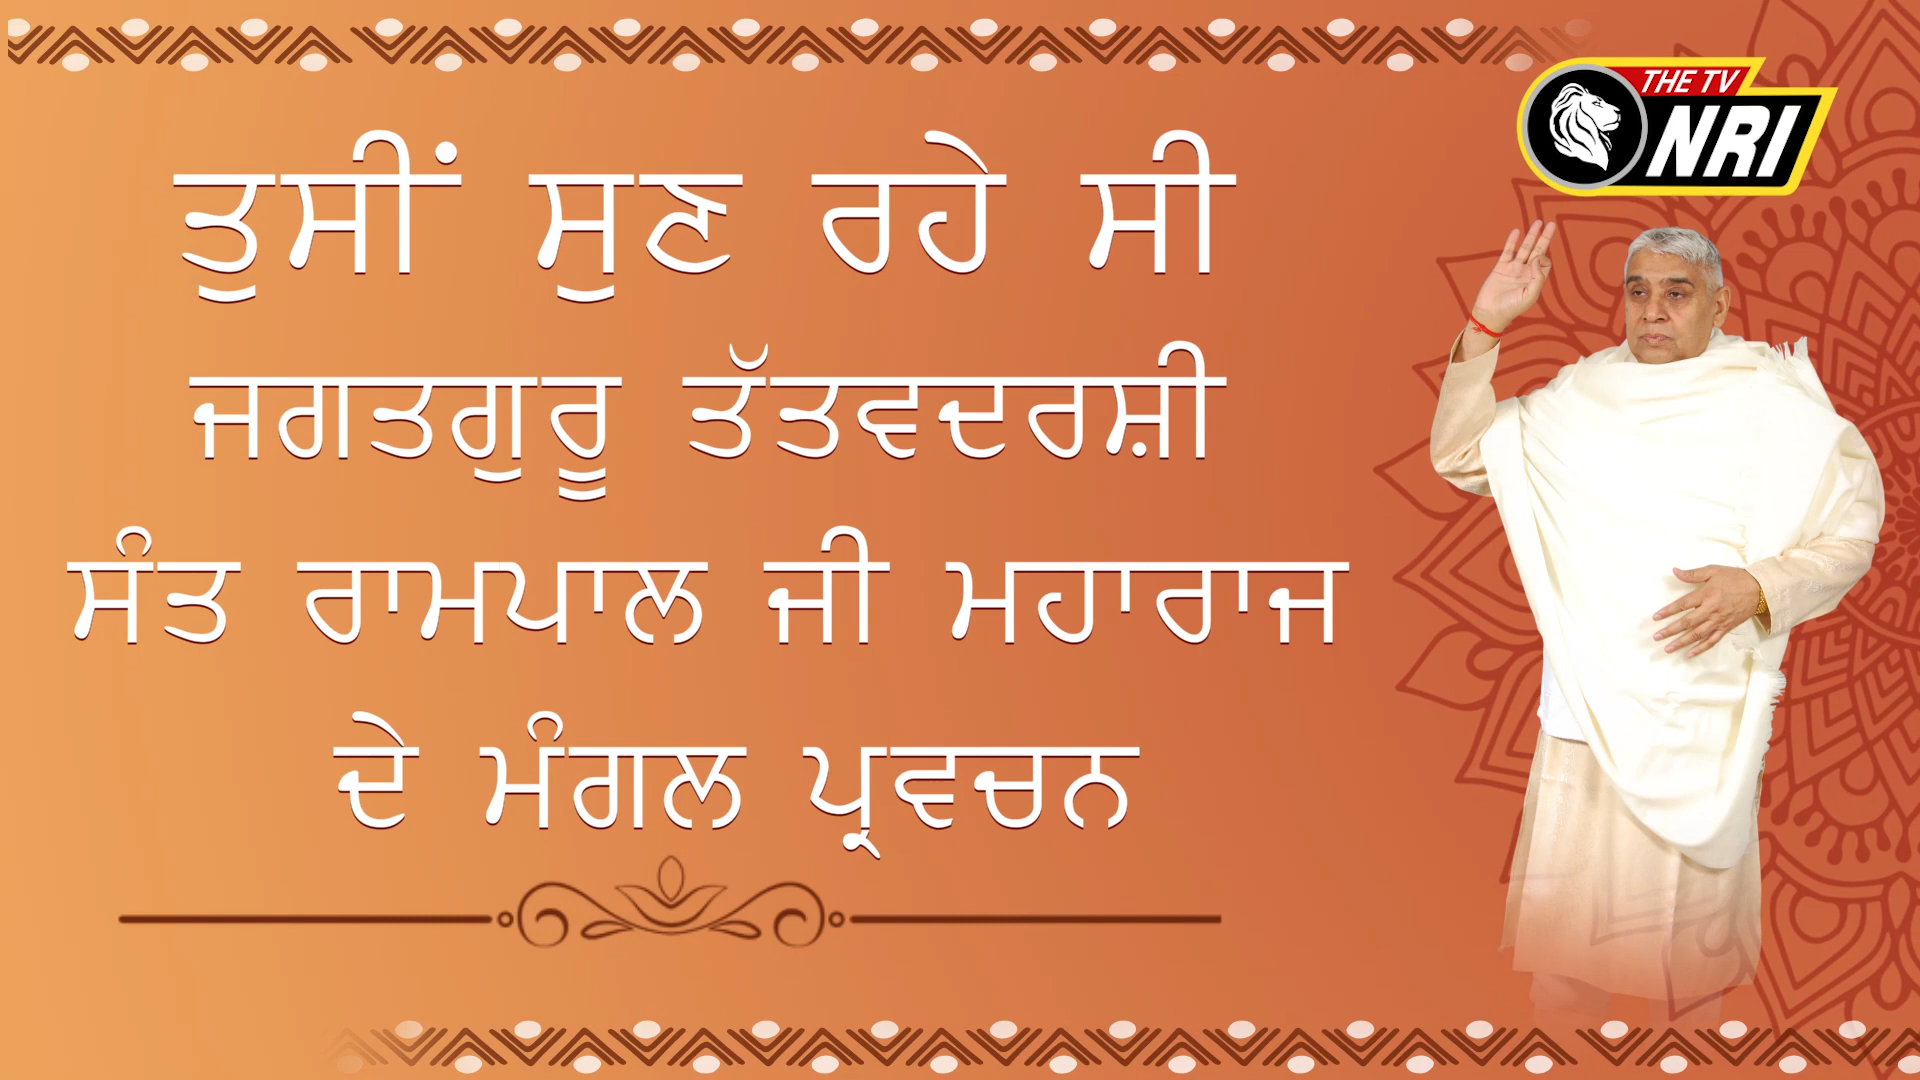 THE TV
NRI
ਤੁਸੀਂ ਸੁਣ ਰਹੇ ਸੀ
ਜਗਤਗੁਰੂ ਤੱਤਵਦਰਸ਼ੀ
ਸੰਤ ਰਾਮਪਾਲ ਜੀ ਮਹਾਰਾਜ
ਦੇ ਮੰਗਲ ਪ੍ਰਵਚਨ